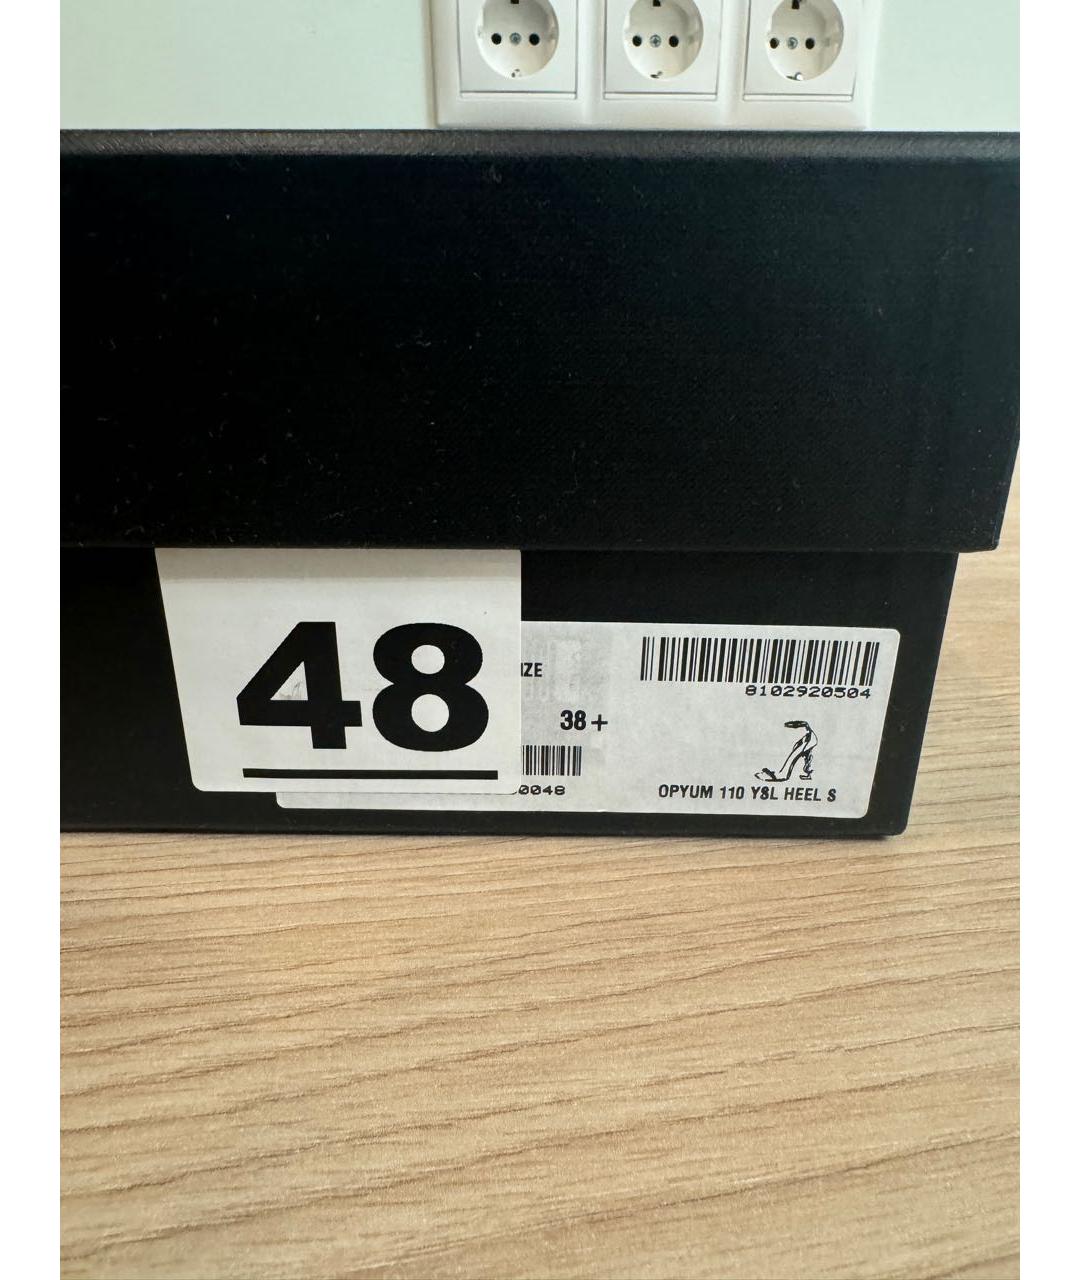 48
IZE
38+
0048
8102920504
OPYUM 110 YSL HEEL S